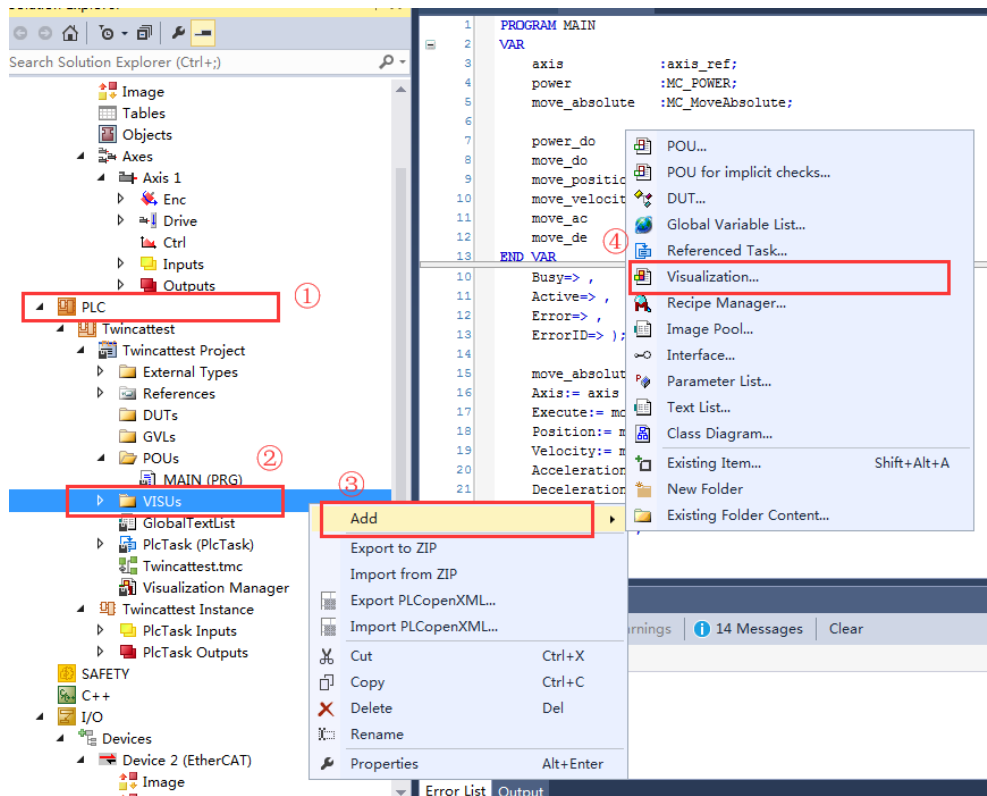 Search Solution Explorer (Ctrl+;)
Image
Tables
Objects
Axes
Axis 1
Enc
Drive
Ctrl
Inputs
Outputs
① PLC
Twincattest
Twincattest Project
External Types
References
DUTs
GVLs
POUs
②
MAIN (PRG)
VISUs
GlobalTextList
PlcTask (PlcTask)
Twincattest.tmc
Visualization Manager
Twincattest Instance
PlcTask Inputs
PlcTask Outputs
SAFETY
C++
I/O
Devices
Device 2 (EtherCAT)
Image
1 PROGRAM MAIN
2 VAR
3 axis :axis_ref;
4 power :MC_POWER;
5 move_absolute :MC_MoveAbsolute;
6
7 power_do
8 move_do
9 move_positic
10 move_velocit
11 move_ac
12 move_de
13 END_VAR
10 Busy=> ,
11 Active=> ,
12 Error=> ,
13 ErrorID=> );
14
15 move_absolut
16 Axis:= axis
17 Execute:= mo
18 Position:= m
19 Velocity:= m
20 Acceleration
21 Deceleration
③
Add
Export to ZIP
Import from ZIP
Export PLCopenXML...
Import PLCopenXML...
Cut Ctrl+X
Copy Ctrl+C
Delete Del
Rename
Properties Alt+Enter
④
POU...
POU for implicit checks...
DUT...
Global Variable List...
Referenced Task...
Visualization...
Recipe Manager...
Image Pool...
Interface...
Parameter List...
Text List...
Class Diagram...
Existing Item... Shift+Alt+A
New Folder
Existing Folder Content...
rnings 14 Messages Clear
Error List Output